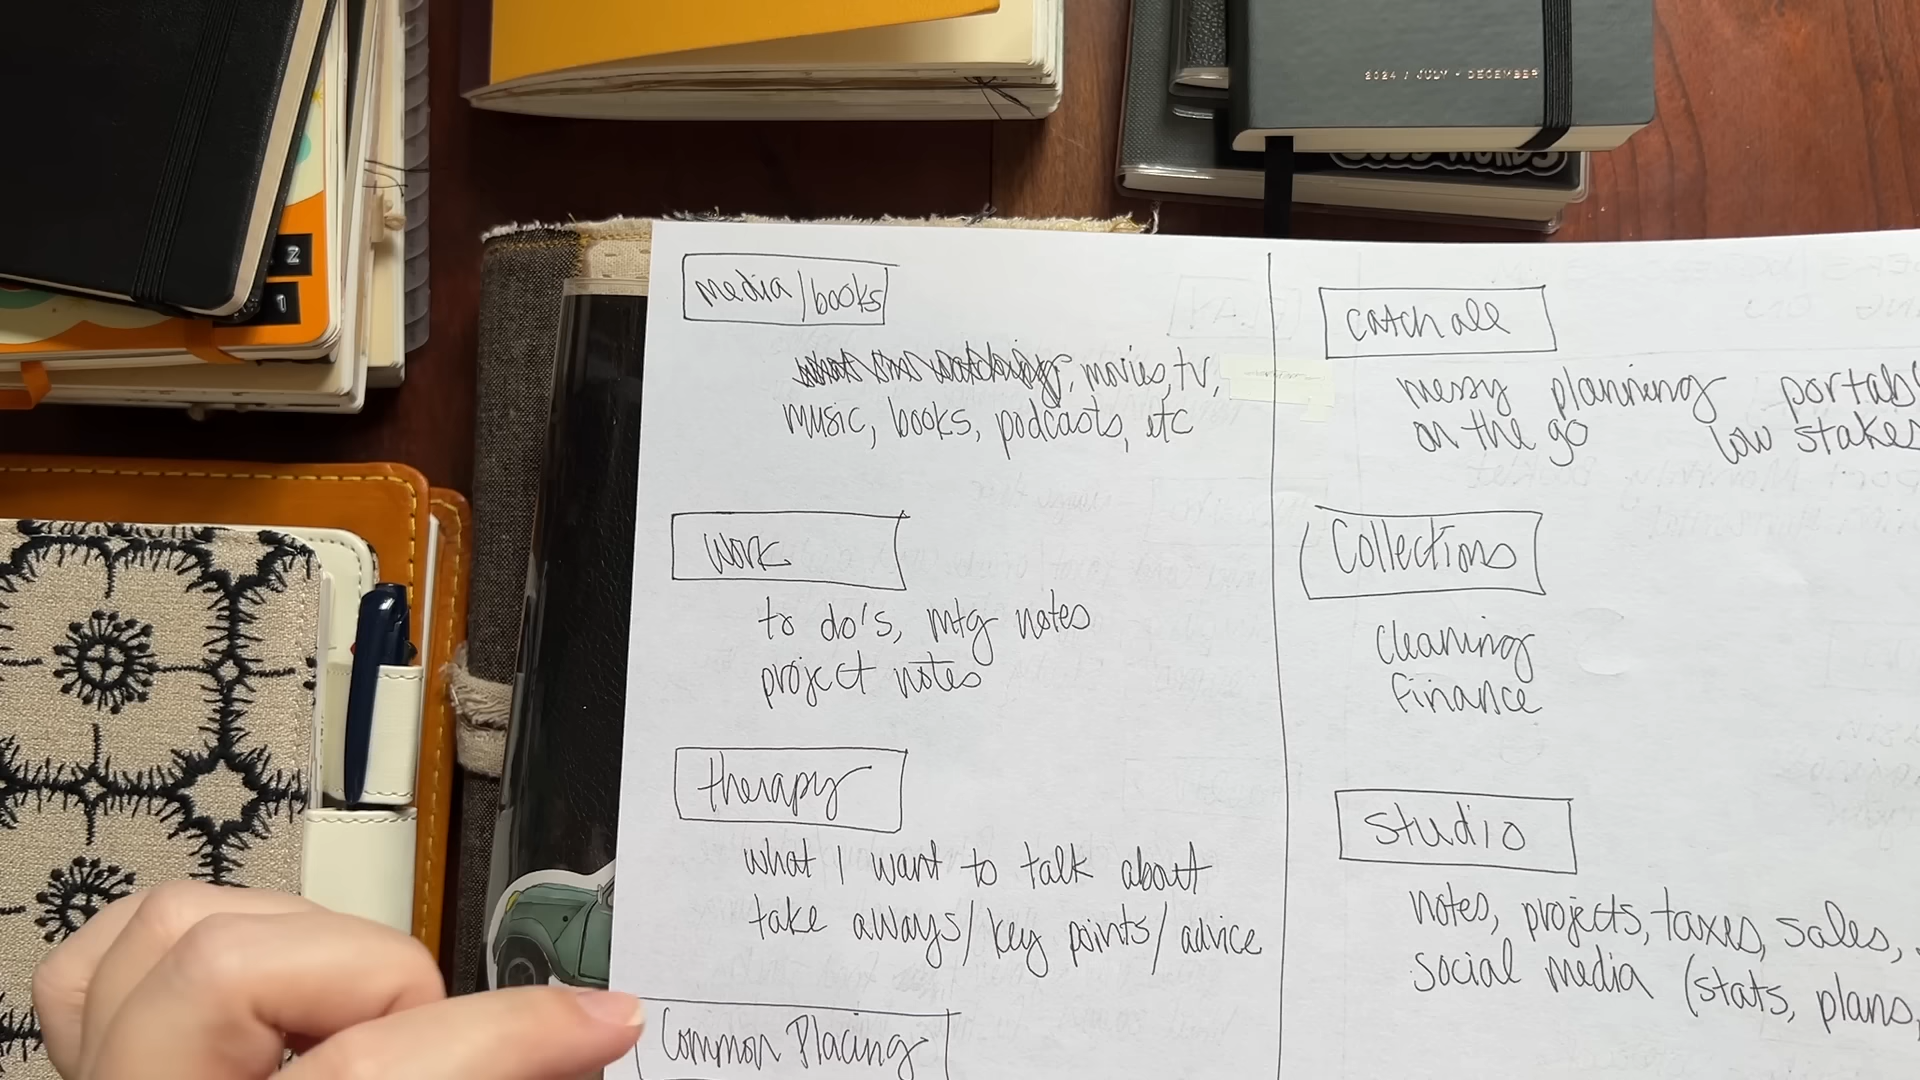 2024 / JULY - DECEMBER
Z
1
media/books
movies, tv,
music, books, podcasts, etc
work
to do's, mtg notes
project notes
therapy
what I want to talk about
take aways/key points/advice
Common Placing
catch all
messy planning
on the go
low stakes
Collections
cleaning
finance
studio
notes, projects, taxes, sales,
social media (stats, plans,